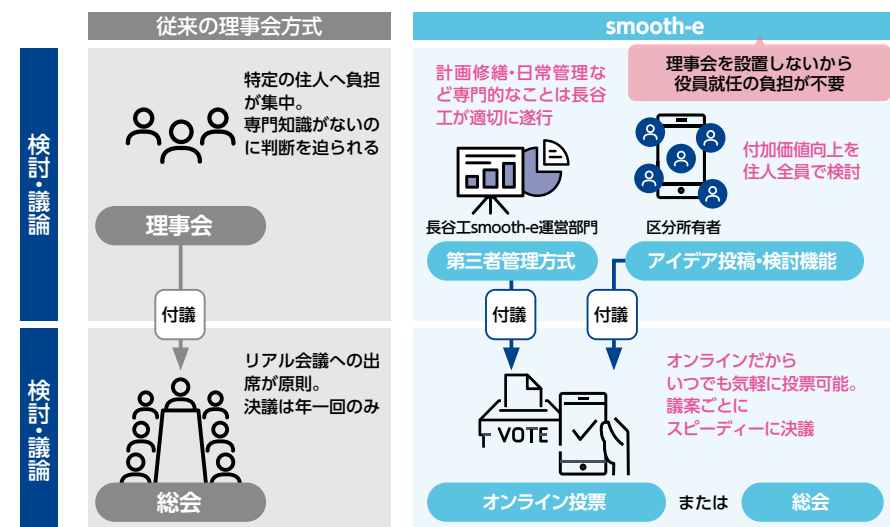 従来の理事会方式
smooth-e
検討・議論
特定の住人へ負担
が集中。
専門知識がないの
に判断を迫られる
理事会
付議
計画修繕・日常管理な
ど専門的なことは長谷
工が適切に遂行
理事会を設置しないから
役員就任の負担が不要
付加価値向上を
住人全員で検討
長谷工smooth-e運営部門
区分所有者
第三者管理方式
アイデア投稿・検討機能
付議
付議
検討・議論
リアル会議への出
席が原則。
決議は年一回のみ
総会
VOTE
オンラインだから
いつでも気軽に投票可能。
議案ごとに
スピーディーに決議
オンライン投票
または
総会